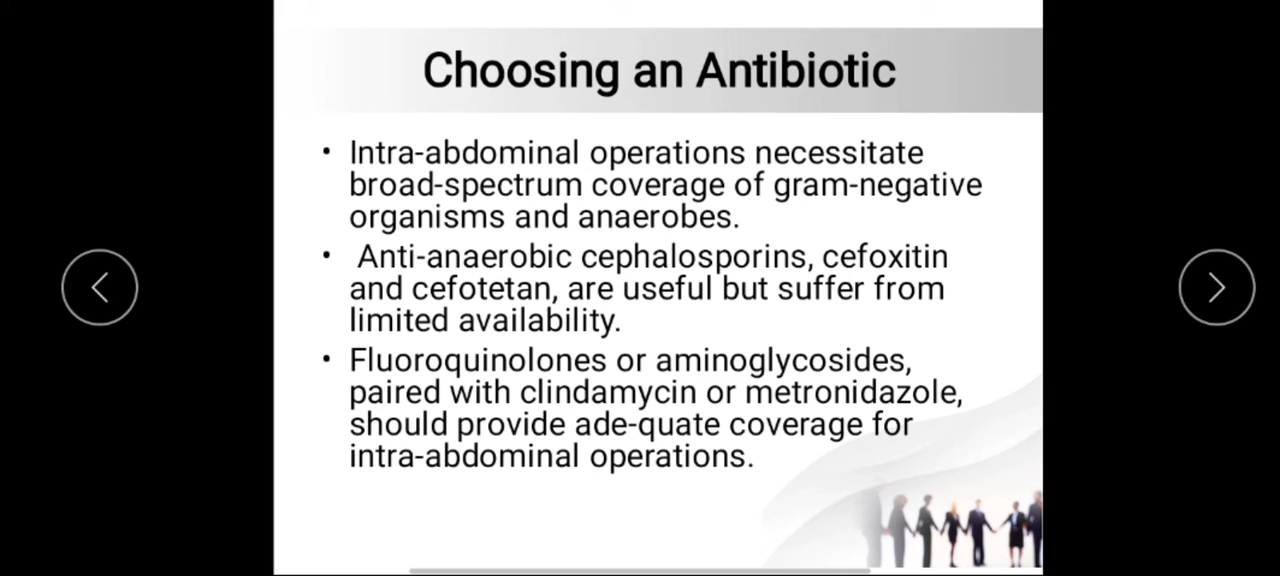 Choosing an Antibiotic
• Intra-abdominal operations necessitate
broad-spectrum coverage of gram-negative
organisms and anaerobes.
• Anti-anaerobic cephalosporins, cefoxitin
and cefotetan, are useful but suffer from
limited availability.
• Fluoroquinolones or aminoglycosides,
paired with clindamycin or metronidazole,
should provide ade-quate coverage for
intra-abdominal operations.